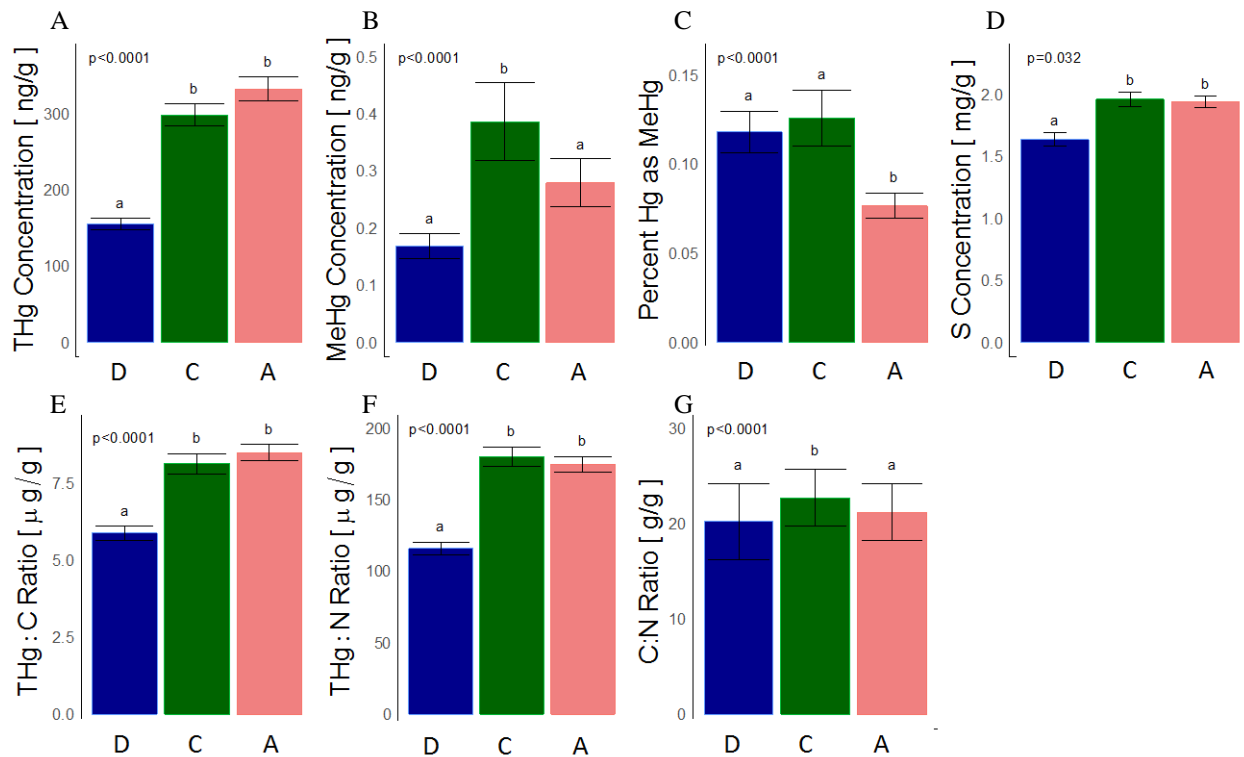 A
THg Concentration [ ng/g ]
p<0.0001
300
200
100
0
a
b
b
D C A
B
MeHg Concentration [ ng/g ]
p<0.0001
0.5
0.4
0.3
0.2
0.1
0.0
a
b
a
D C A
C
Percent Hg as MeHg
p<0.0001
0.15
0.10
0.05
0.00
a
a
b
D C A
D
S Concentration [ mg/g ]
p=0.032
2.0
1.5
1.0
0.5
0.0
a
b
b
D C A
E
THg : C Ratio [ μg/g ]
p<0.0001
7.5
5.0
2.5
0.0
a
b
b
D C A
F
THg : N Ratio [ μg/g ]
p<0.0001
200
150
100
50
0
a
b
b
D C A
G
C:N Ratio [ g/g ]
p<0.0001
30
20
10
0
a
b
a
D C A